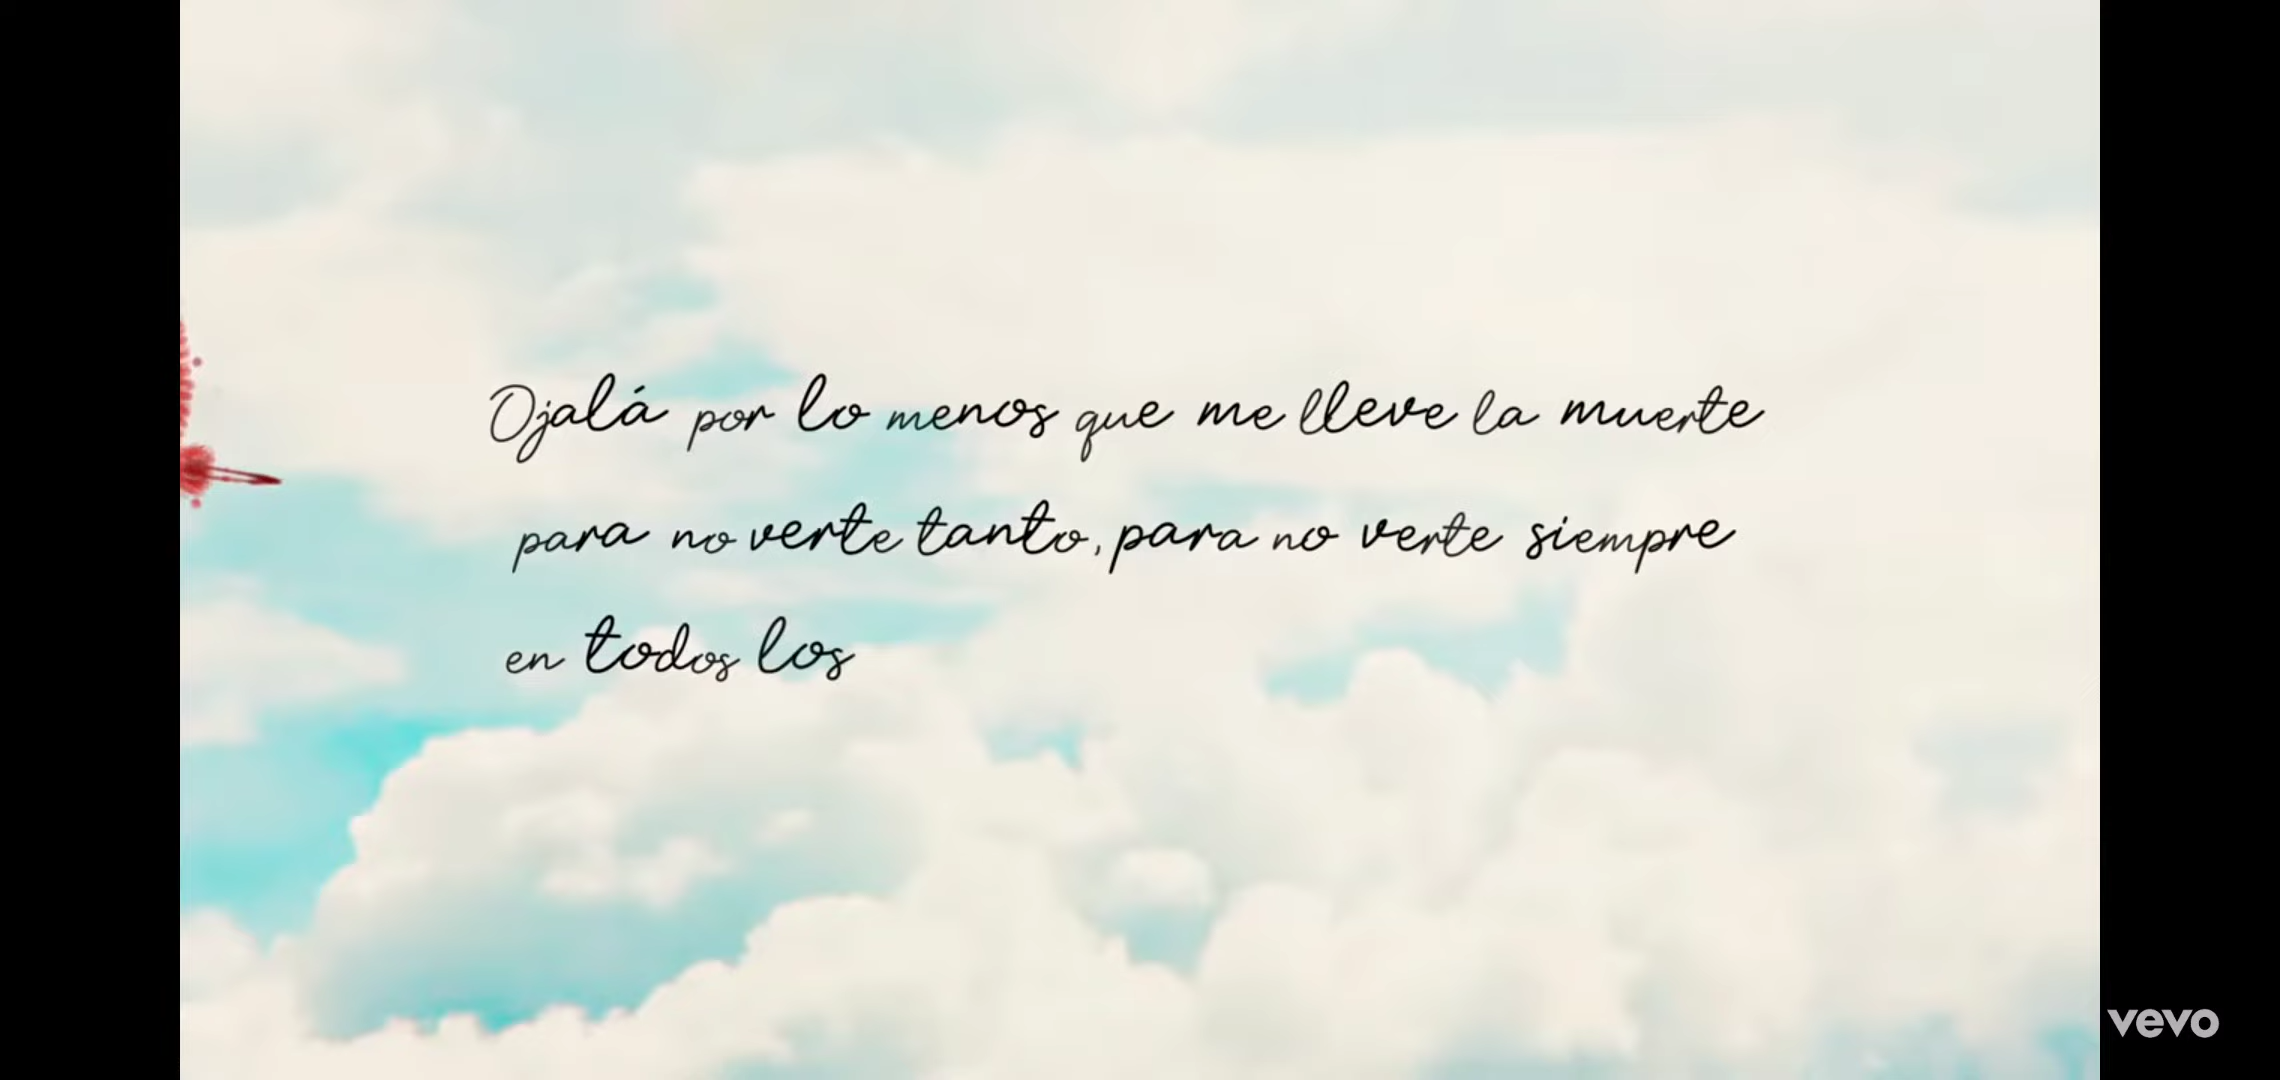 Ojalá por lo menos que me lleve la muerte
para no verte tanto, para no verte siempre
en todos los
vevo